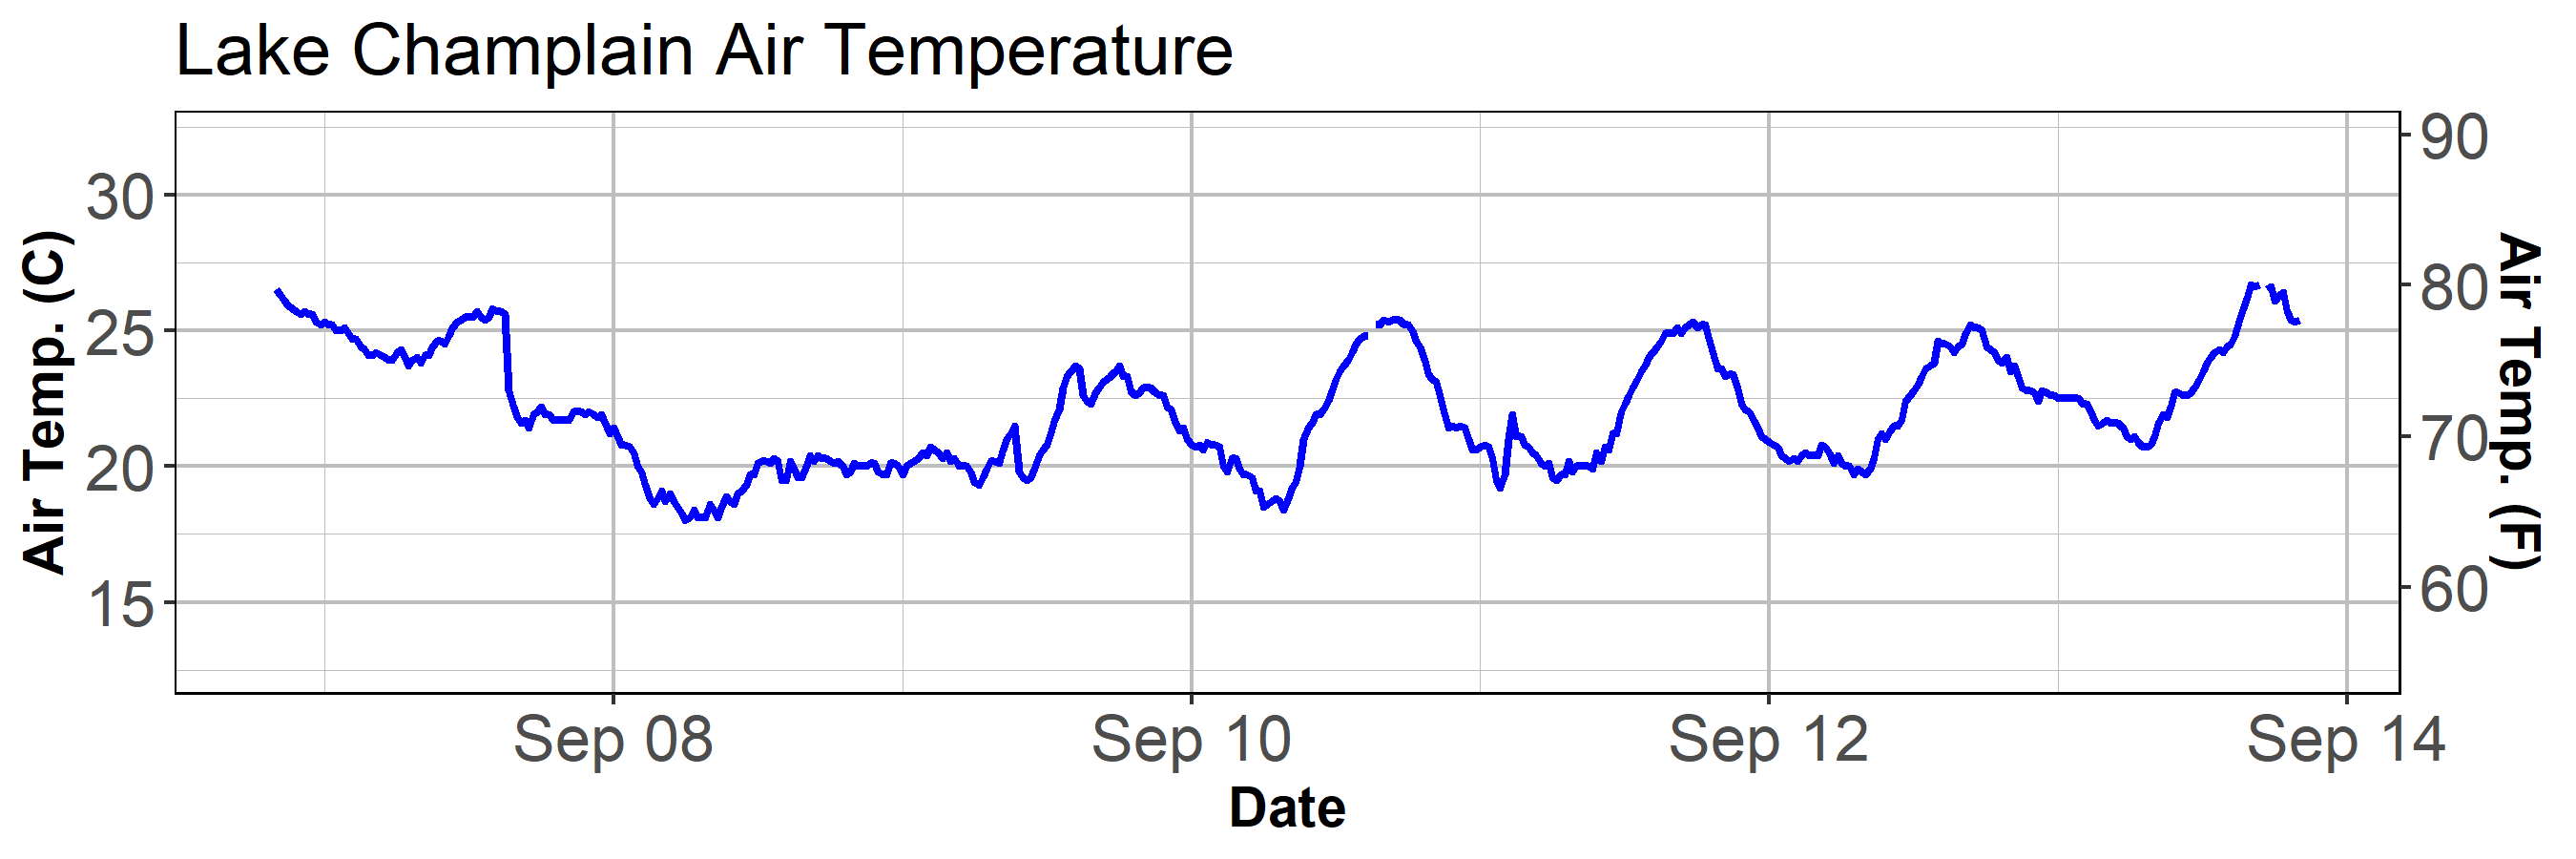 Lake Champlain Air Temperature
Air Temp. (C)
30
25
20
15
90
80
70
60
Air Temp. (F)
Sep 08
Sep 10
Sep 12
Sep 14
Date